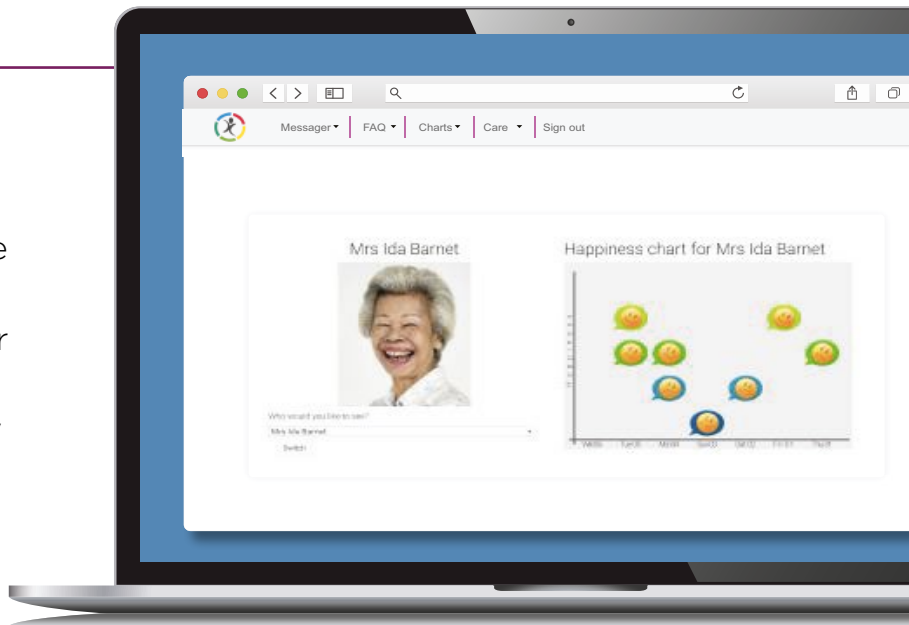 e
r
Messager
FAQ
Charts
Care
Sign out
Mrs Ida Barnet
Happiness chart for Mrs Ida Barnet
Who would you like to see?
Mrs Ida Barnet
Switch